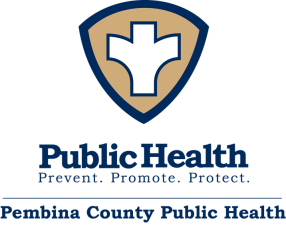 Public Health
Prevent. Promote. Protect.
Pembina County Public Health